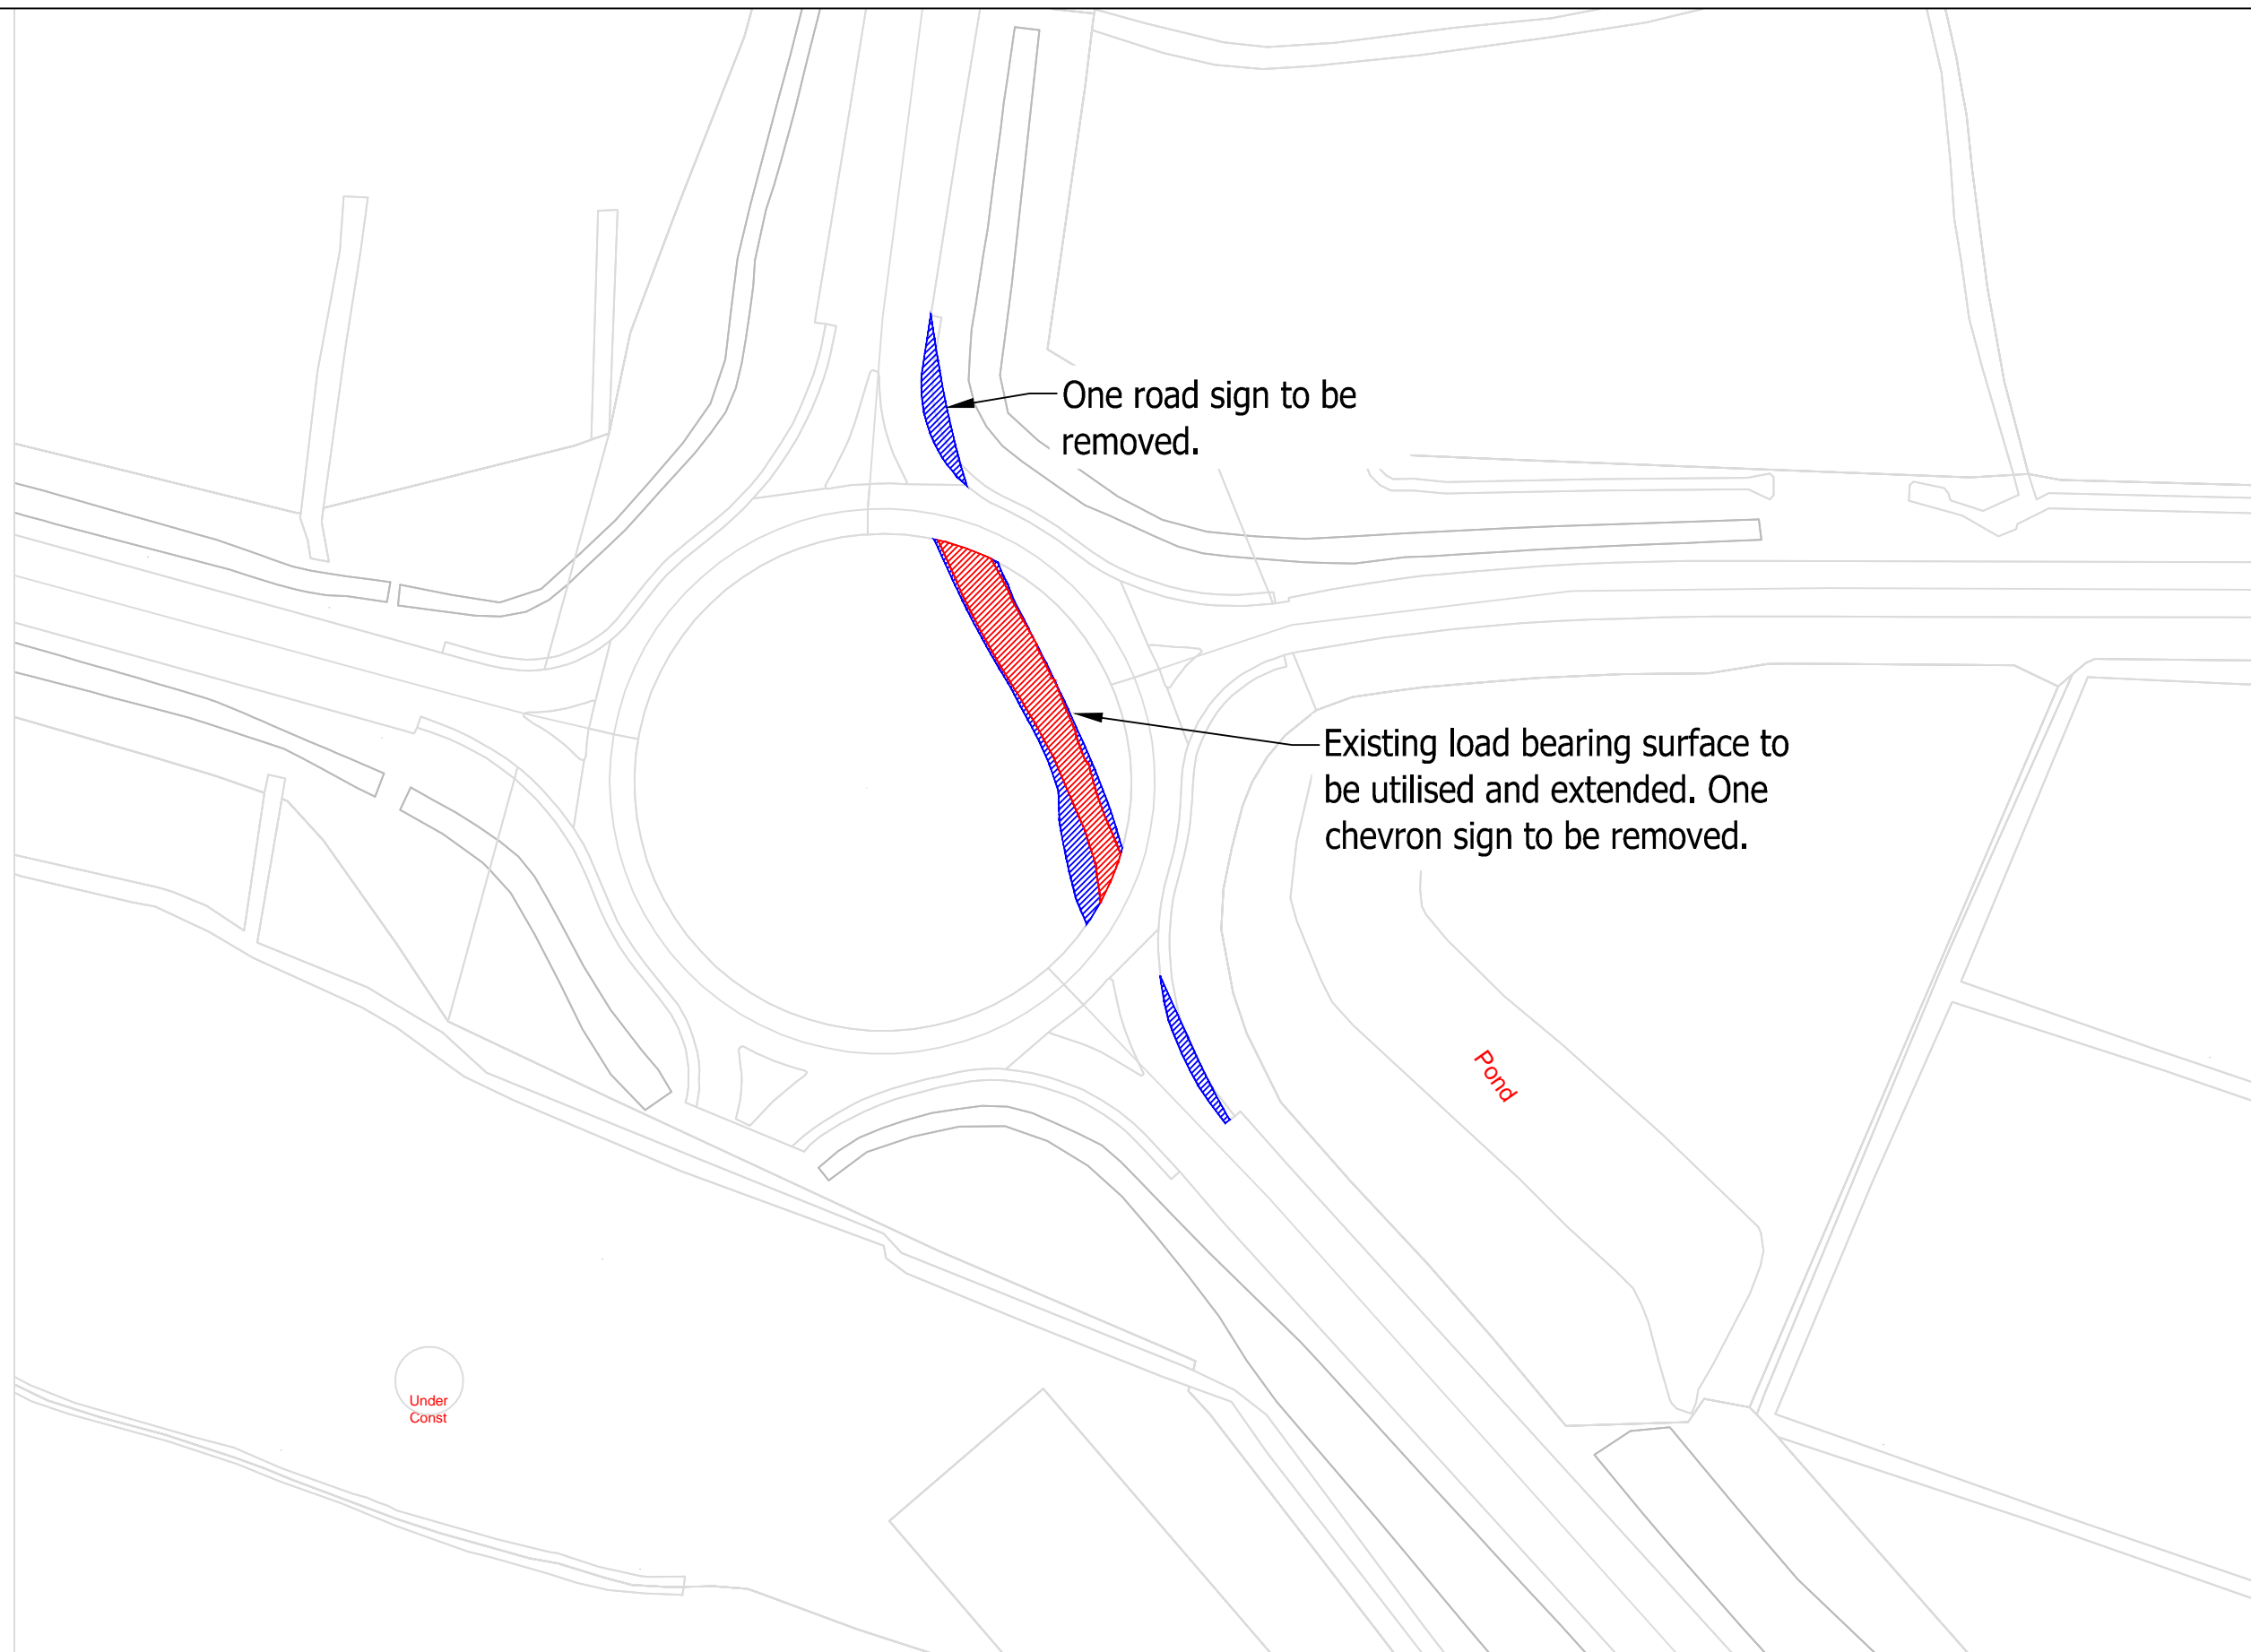 One road sign to be
removed.
Existing load bearing surface to
be utilised and extended. One
chevron sign to be removed.
Pond
Under
Const